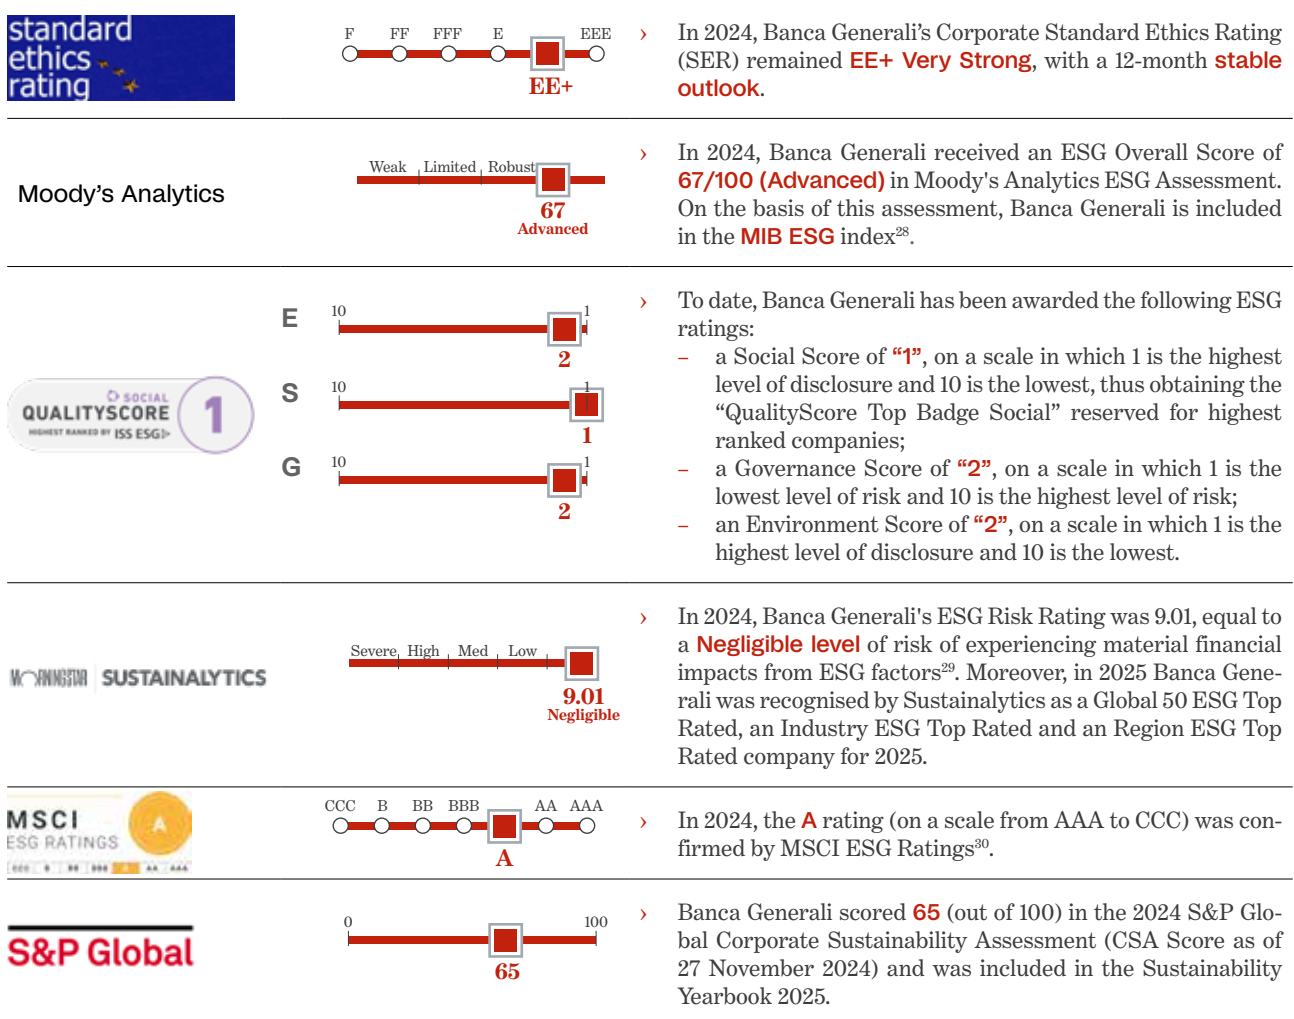 standard
ethics
rating
F FF FFF E EEE
EE+
› In 2024, Banca Generali’s Corporate Standard Ethics Rating
(SER) remained EE+ Very Strong, with a 12-month stable
outlook.
Moody’s Analytics
Weak Limited Robust
67
Advanced
› In 2024, Banca Generali received an ESG Overall Score of
67/100 (Advanced) in Moody's Analytics ESG Assessment.
On the basis of this assessment, Banca Generali is included
in the MIB ESG index28.
SOCIAL
QUALITYSCORE
HIGHEST RANKED BY ISS ESG
1
E
10 1
2
S
10 1
1
G
10 1
2
› To date, Banca Generali has been awarded the following ESG
ratings:
– a Social Score of “1”, on a scale in which 1 is the highest
level of disclosure and 10 is the lowest, thus obtaining the
“QualityScore Top Badge Social” reserved for highest
ranked companies;
– a Governance Score of “2”, on a scale in which 1 is the
lowest level of risk and 10 is the highest level of risk;
– an Environment Score of “2”, on a scale in which 1 is the
highest level of disclosure and 10 is the lowest.
MORNINGSTAR SUSTAINALYTICS
Severe High Med Low
9.01
Negligible
› In 2024, Banca Generali's ESG Risk Rating was 9.01, equal to
a Negligible level of risk of experiencing material financial
impacts from ESG factors29. Moreover, in 2025 Banca Gene-
rali was recognised by Sustainalytics as a Global 50 ESG Top
Rated, an Industry ESG Top Rated and an Region ESG Top
Rated company for 2025.
MSCI
ESG RATINGS
A
CCC B BB BBB A AA AAA
CCC B BB BBB AA AAA
A
› In 2024, the A rating (on a scale from AAA to CCC) was con-
firmed by MSCI ESG Ratings30.
S&P Global
0 100
65
› Banca Generali scored 65 (out of 100) in the 2024 S&P Glo-
bal Corporate Sustainability Assessment (CSA Score as of
27 November 2024) and was included in the Sustainability
Yearbook 2025.